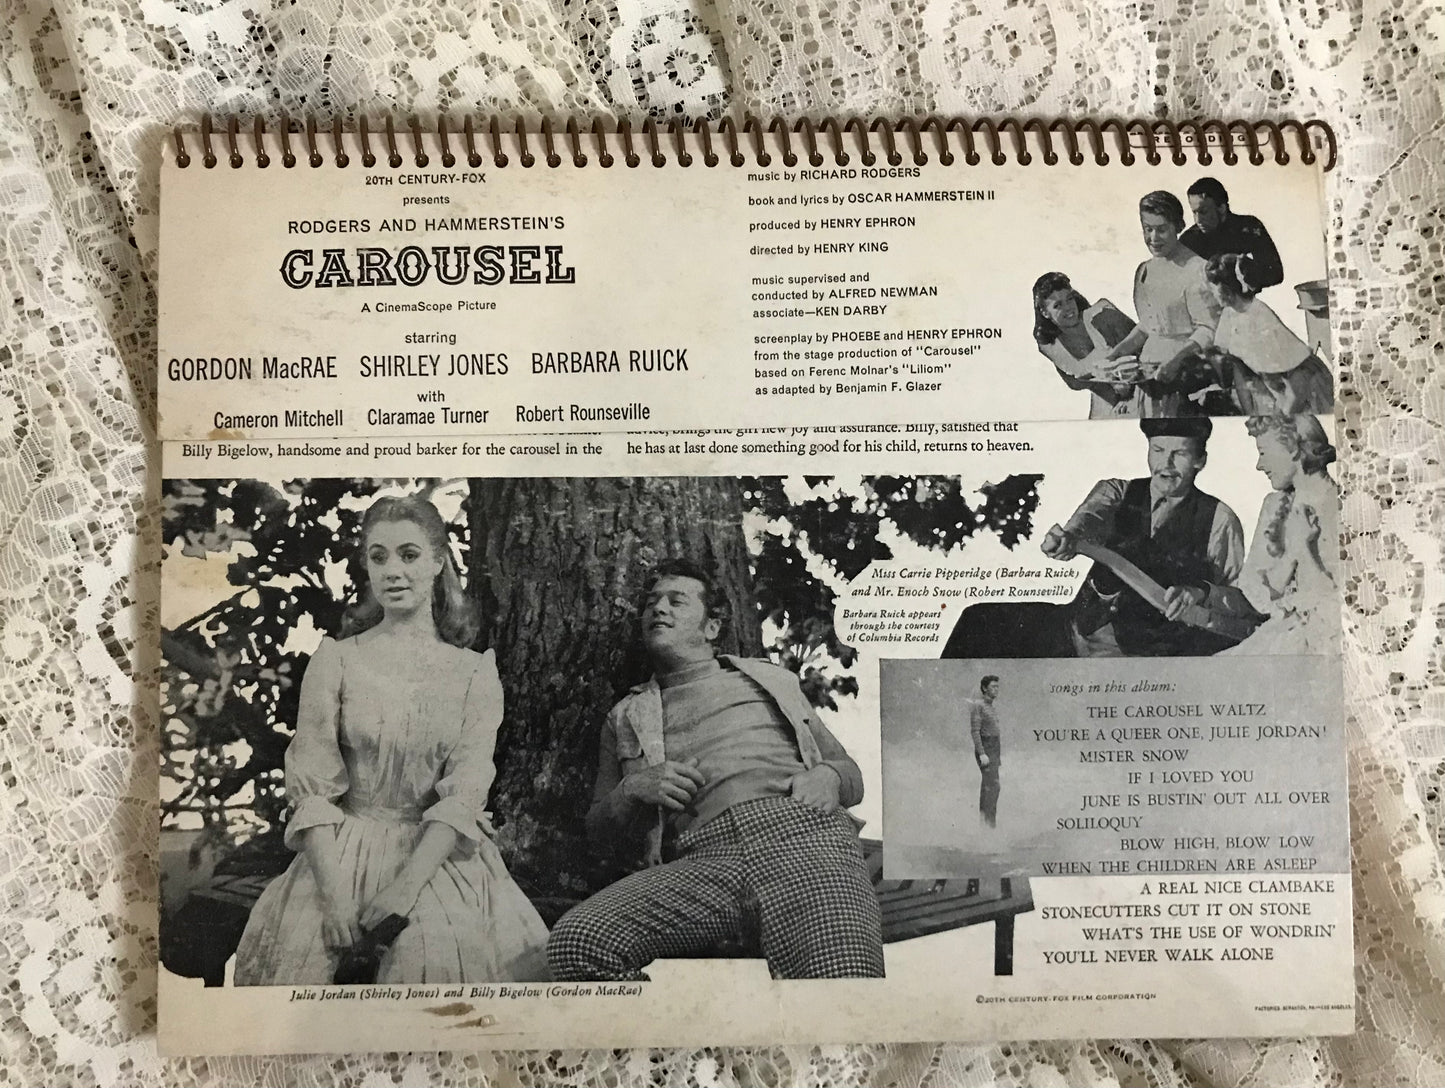 RECORDING
20TH CENTURY-FOX
presents
RODGERS AND HAMMERSTEIN'S
CAROUSEL
A CinemaScope Picture
starring
GORDON MacRAE SHIRLEY JONES BARBARA RUICK
with
Cameron Mitchell Claramae Turner Robert Rounseville
music by RICHARD RODGERS
book and lyrics by OSCAR HAMMERSTEIN II
produced by HENRY EPHRON
directed by HENRY KING
music supervised and
conducted by ALFRED NEWMAN
associate—KEN DARBY
screenplay by PHOEBE and HENRY EPHRON
from the stage production of "Carousel"
based on Ferenc Molnar's "Liliom"
as adapted by Benjamin F. Glazer
Billy Bigelow, handsome and proud barker for the carousel in the
advice, brings the girl new joy and assurance. Billy, satisfied that
he has at last done something good for his child, returns to heaven.
Miss Carrie Pipperidge (Barbara Ruick)
and Mr. Enoch Snow (Robert Rounseville)
Barbara Ruick appears
through the courtesy
of Columbia Records
songs in this album:
THE CAROUSEL WALTZ
YOU'RE A QUEER ONE, JULIE JORDAN!
MISTER SNOW
IF I LOVED YOU
JUNE IS BUSTIN' OUT ALL OVER
SOLILOQUY
BLOW HIGH, BLOW LOW
WHEN THE CHILDREN ARE ASLEEP
A REAL NICE CLAMBAKE
STONECUTTERS CUT IT ON STONE
WHAT'S THE USE OF WONDRIN'
YOU'LL NEVER WALK ALONE
Julie Jordan (Shirley Jones) and Billy Bigelow (Gordon MacRae)
©20TH CENTURY-FOX FILM CORPORATION
FACTORIES: SCRANTON, PA.—LOS ANGELES.